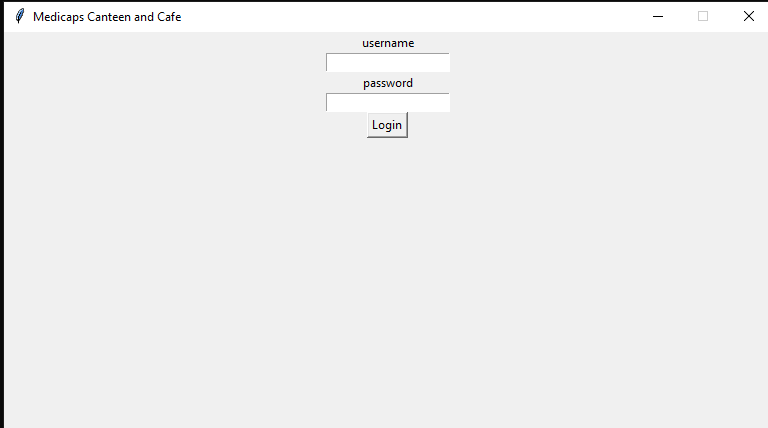 Medicaps Canteen and Cafe
username
password
Login